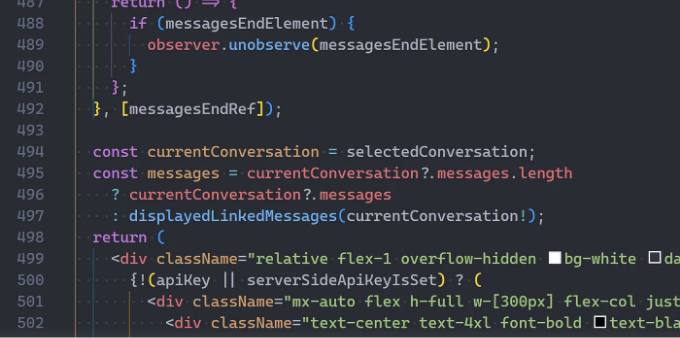 487 return () => {
488 if (messagesEndElement) {
489 observer.unobserve(messagesEndElement);
490 }
491 };
492 }, [messagesEndRef]);
493
494 const currentConversation = selectedConversation;
495 const messages = currentConversation?.messages.length
496 ? currentConversation?.messages
497 : displayedLinkedMessages(currentConversation!);
498 return (
499 <div className="relative flex-1 overflow-hidden bg-white da
500 {!(apiKey || serverSideApiKeyIsSet) ? (
501 <div className="mx-auto flex h-full w-[300px] flex-col just
502 <div className="text-center text-4xl font-bold text-bla